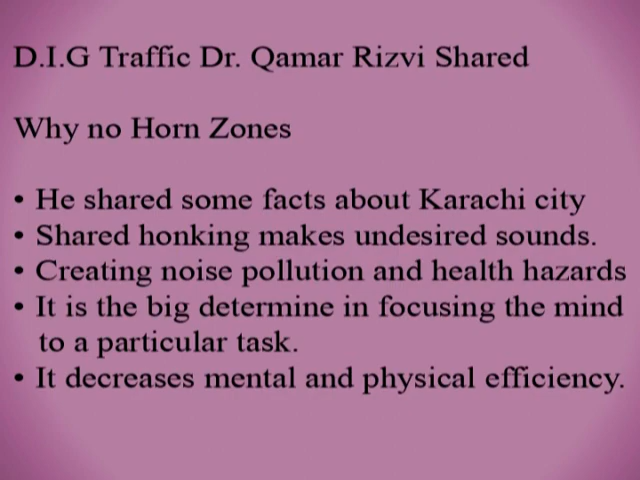 D.I.G Traffic Dr. Qamar Rizvi Shared
Why no Horn Zones
• He shared some facts about Karachi city
• Shared honking makes undesired sounds.
• Creating noise pollution and health hazards
• It is the big determine in focusing the mind
to a particular task.
• It decreases mental and physical efficiency.